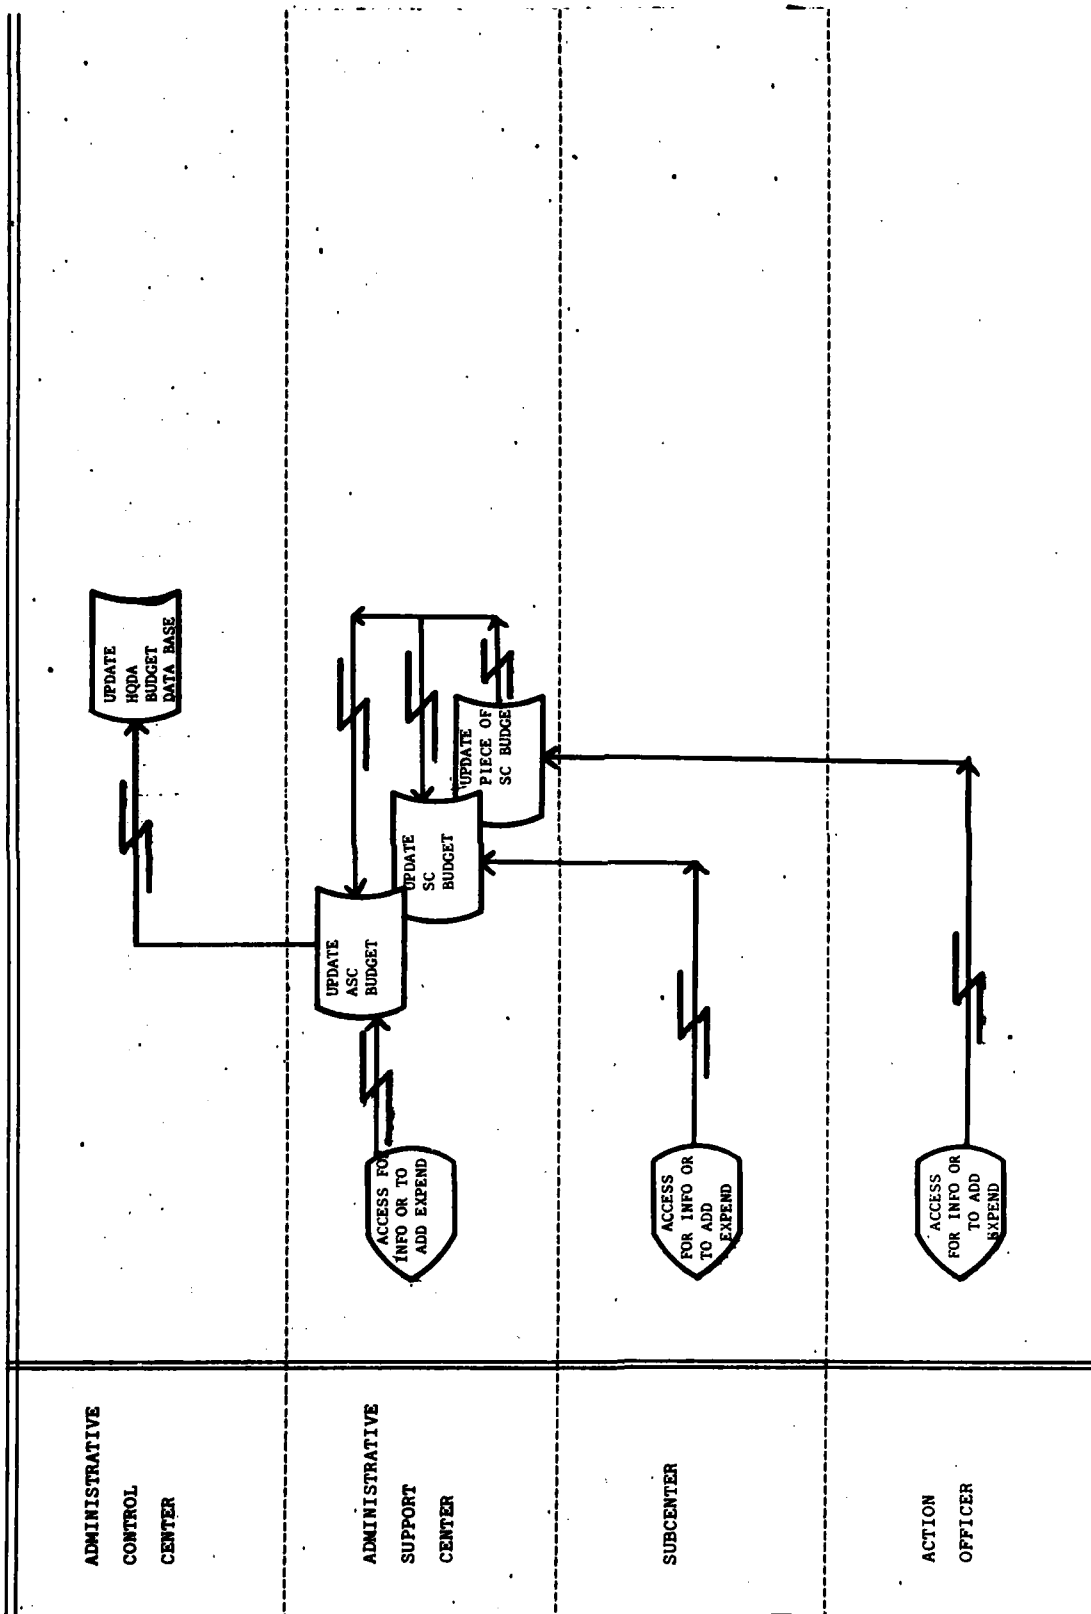 ADMINISTRATIVE
CONTROL
CENTER
UPDATE
HQDA
BUDGET
DATA BASE
ADMINISTRATIVE
SUPPORT
CENTER
ACCESS FO
INFO OR TO
ADD EXPEND
UPDATE
ASC
BUDGET
UPDATE
SC
BUDGET
UPDATE
PIECE OF
SC BUDGE
SUBCENTER
ACCESS
FOR INFO OR
TO ADD
EXPEND
ACTION
OFFICER
ACCESS
FOR INFO OR
TO ADD
EXPEND